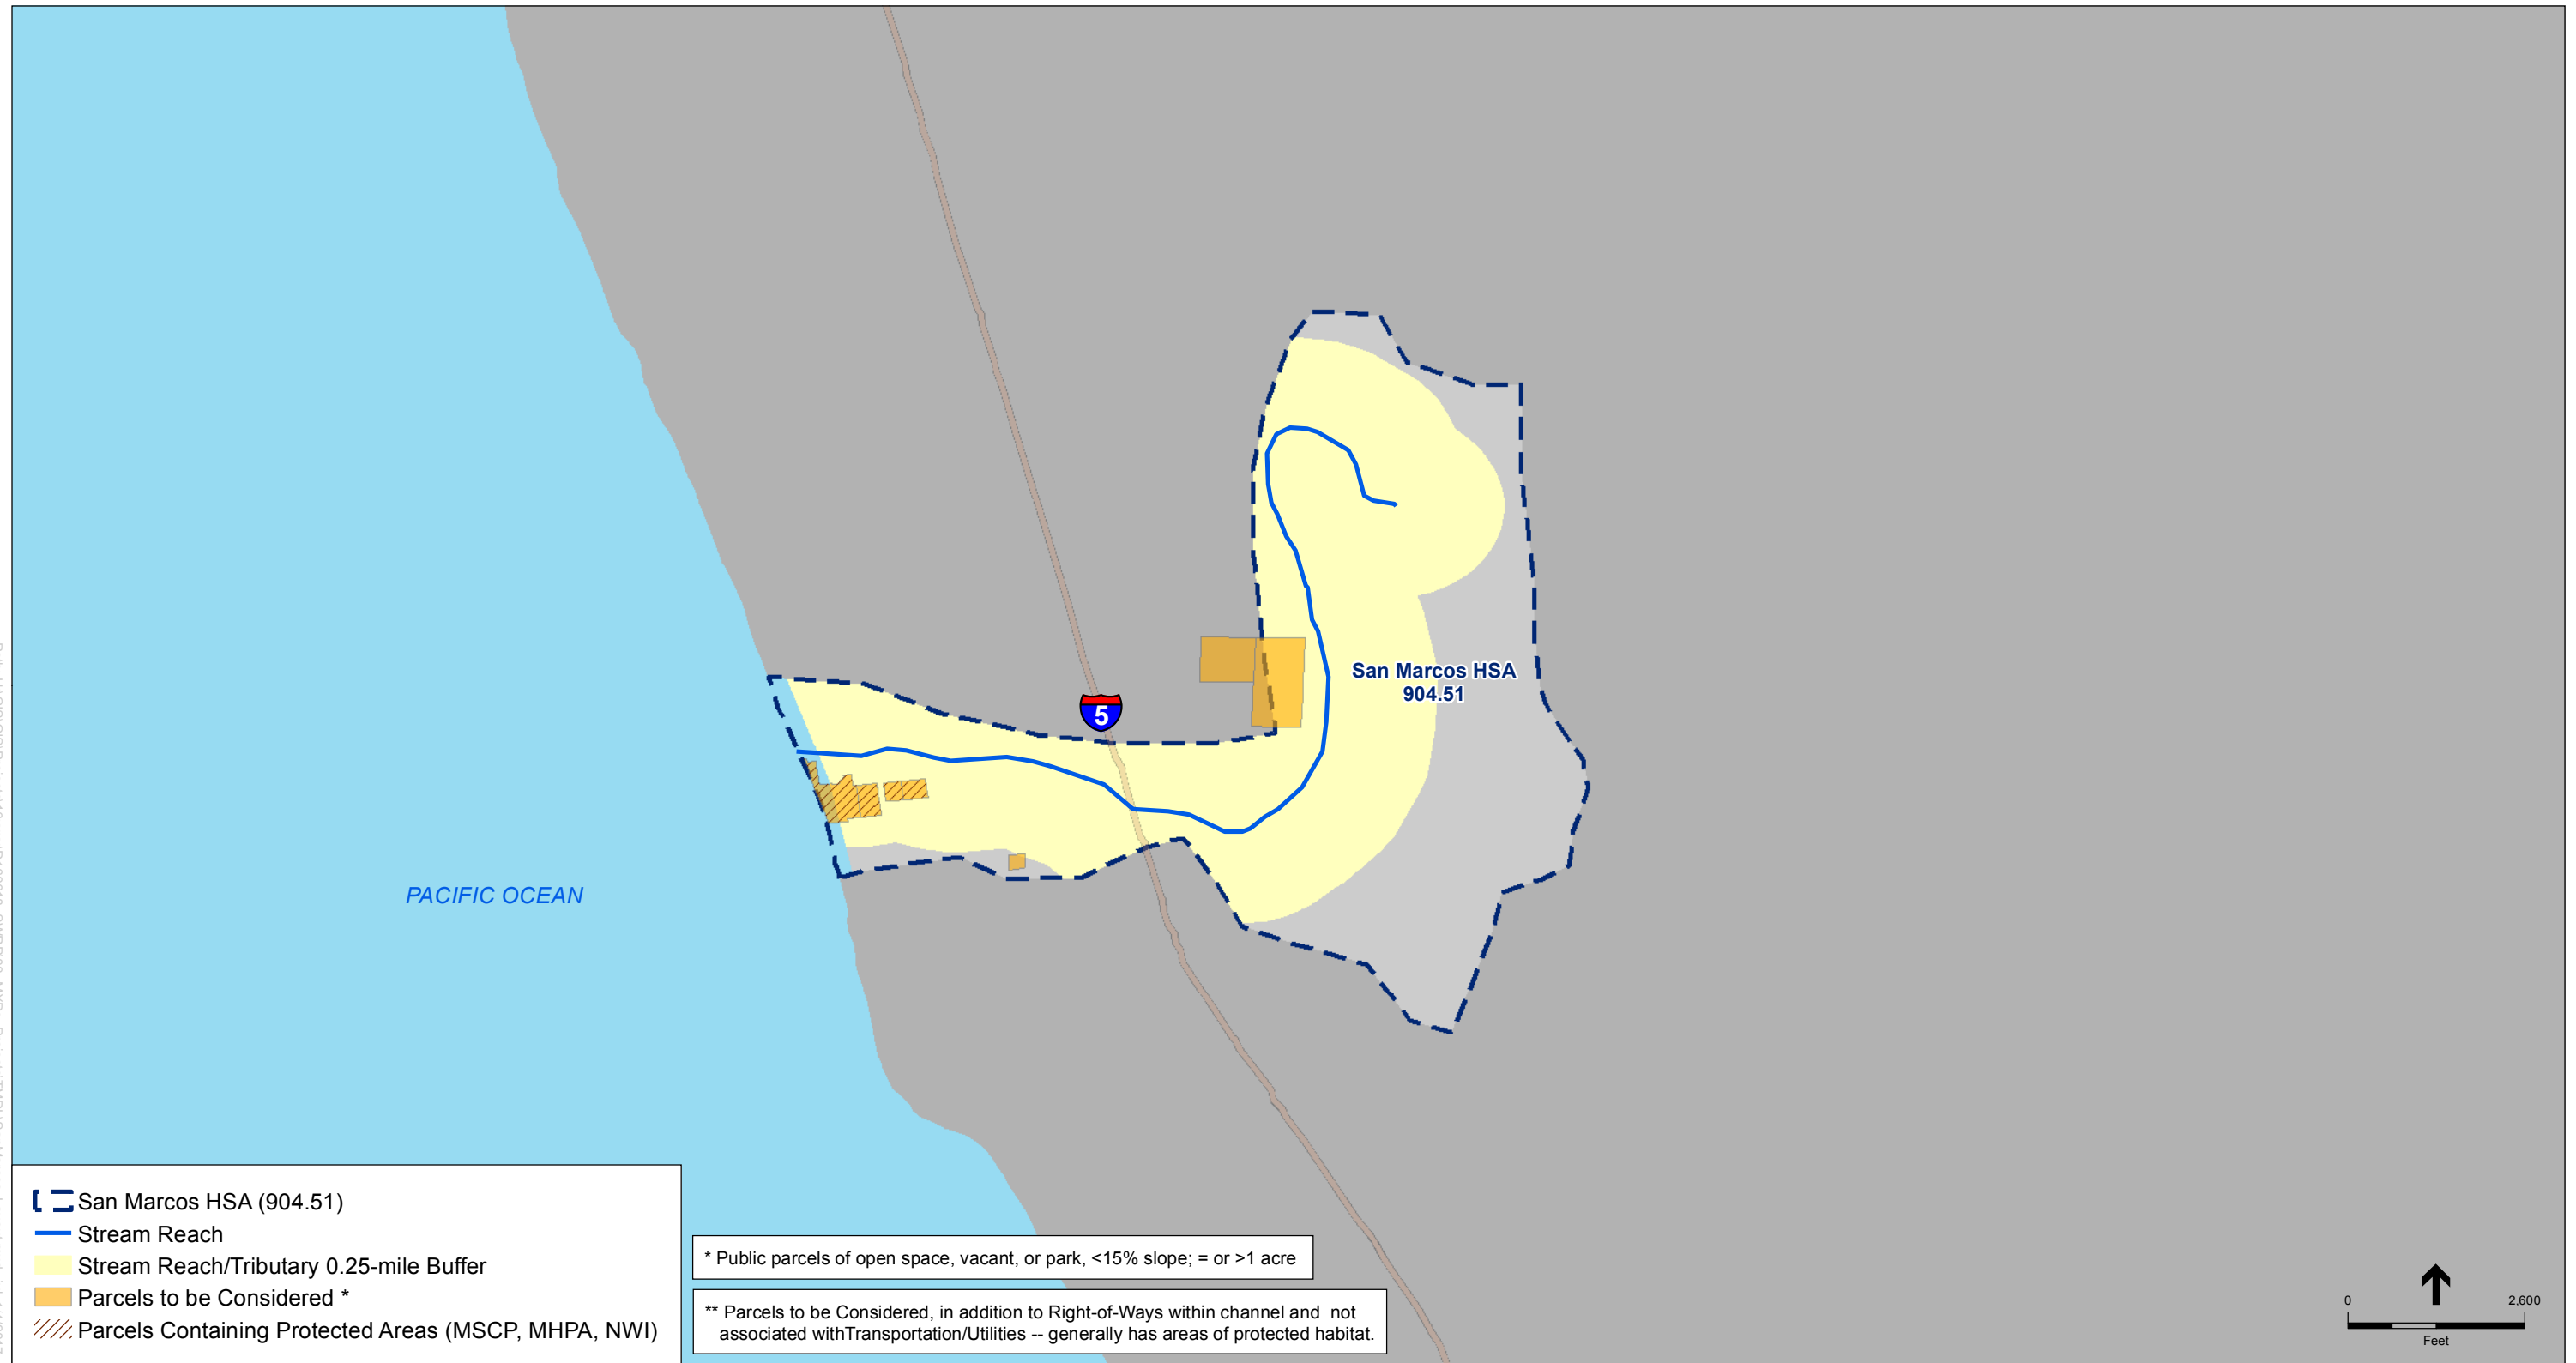 San Marcos HSA
904.51
5
PACIFIC OCEAN
San Marcos HSA (904.51)
Stream Reach
Stream Reach/Tributary 0.25-mile Buffer
Parcels to be Considered *
Parcels Containing Protected Areas (MSCP, MHPA, NWI)
* Public parcels of open space, vacant, or park, <15% slope; = or >1 acre
** Parcels to be Considered, in addition to Right-of-Ways within channel and not
associated withTransportation/Utilities -- generally has areas of protected habitat.
0 2,600
Feet